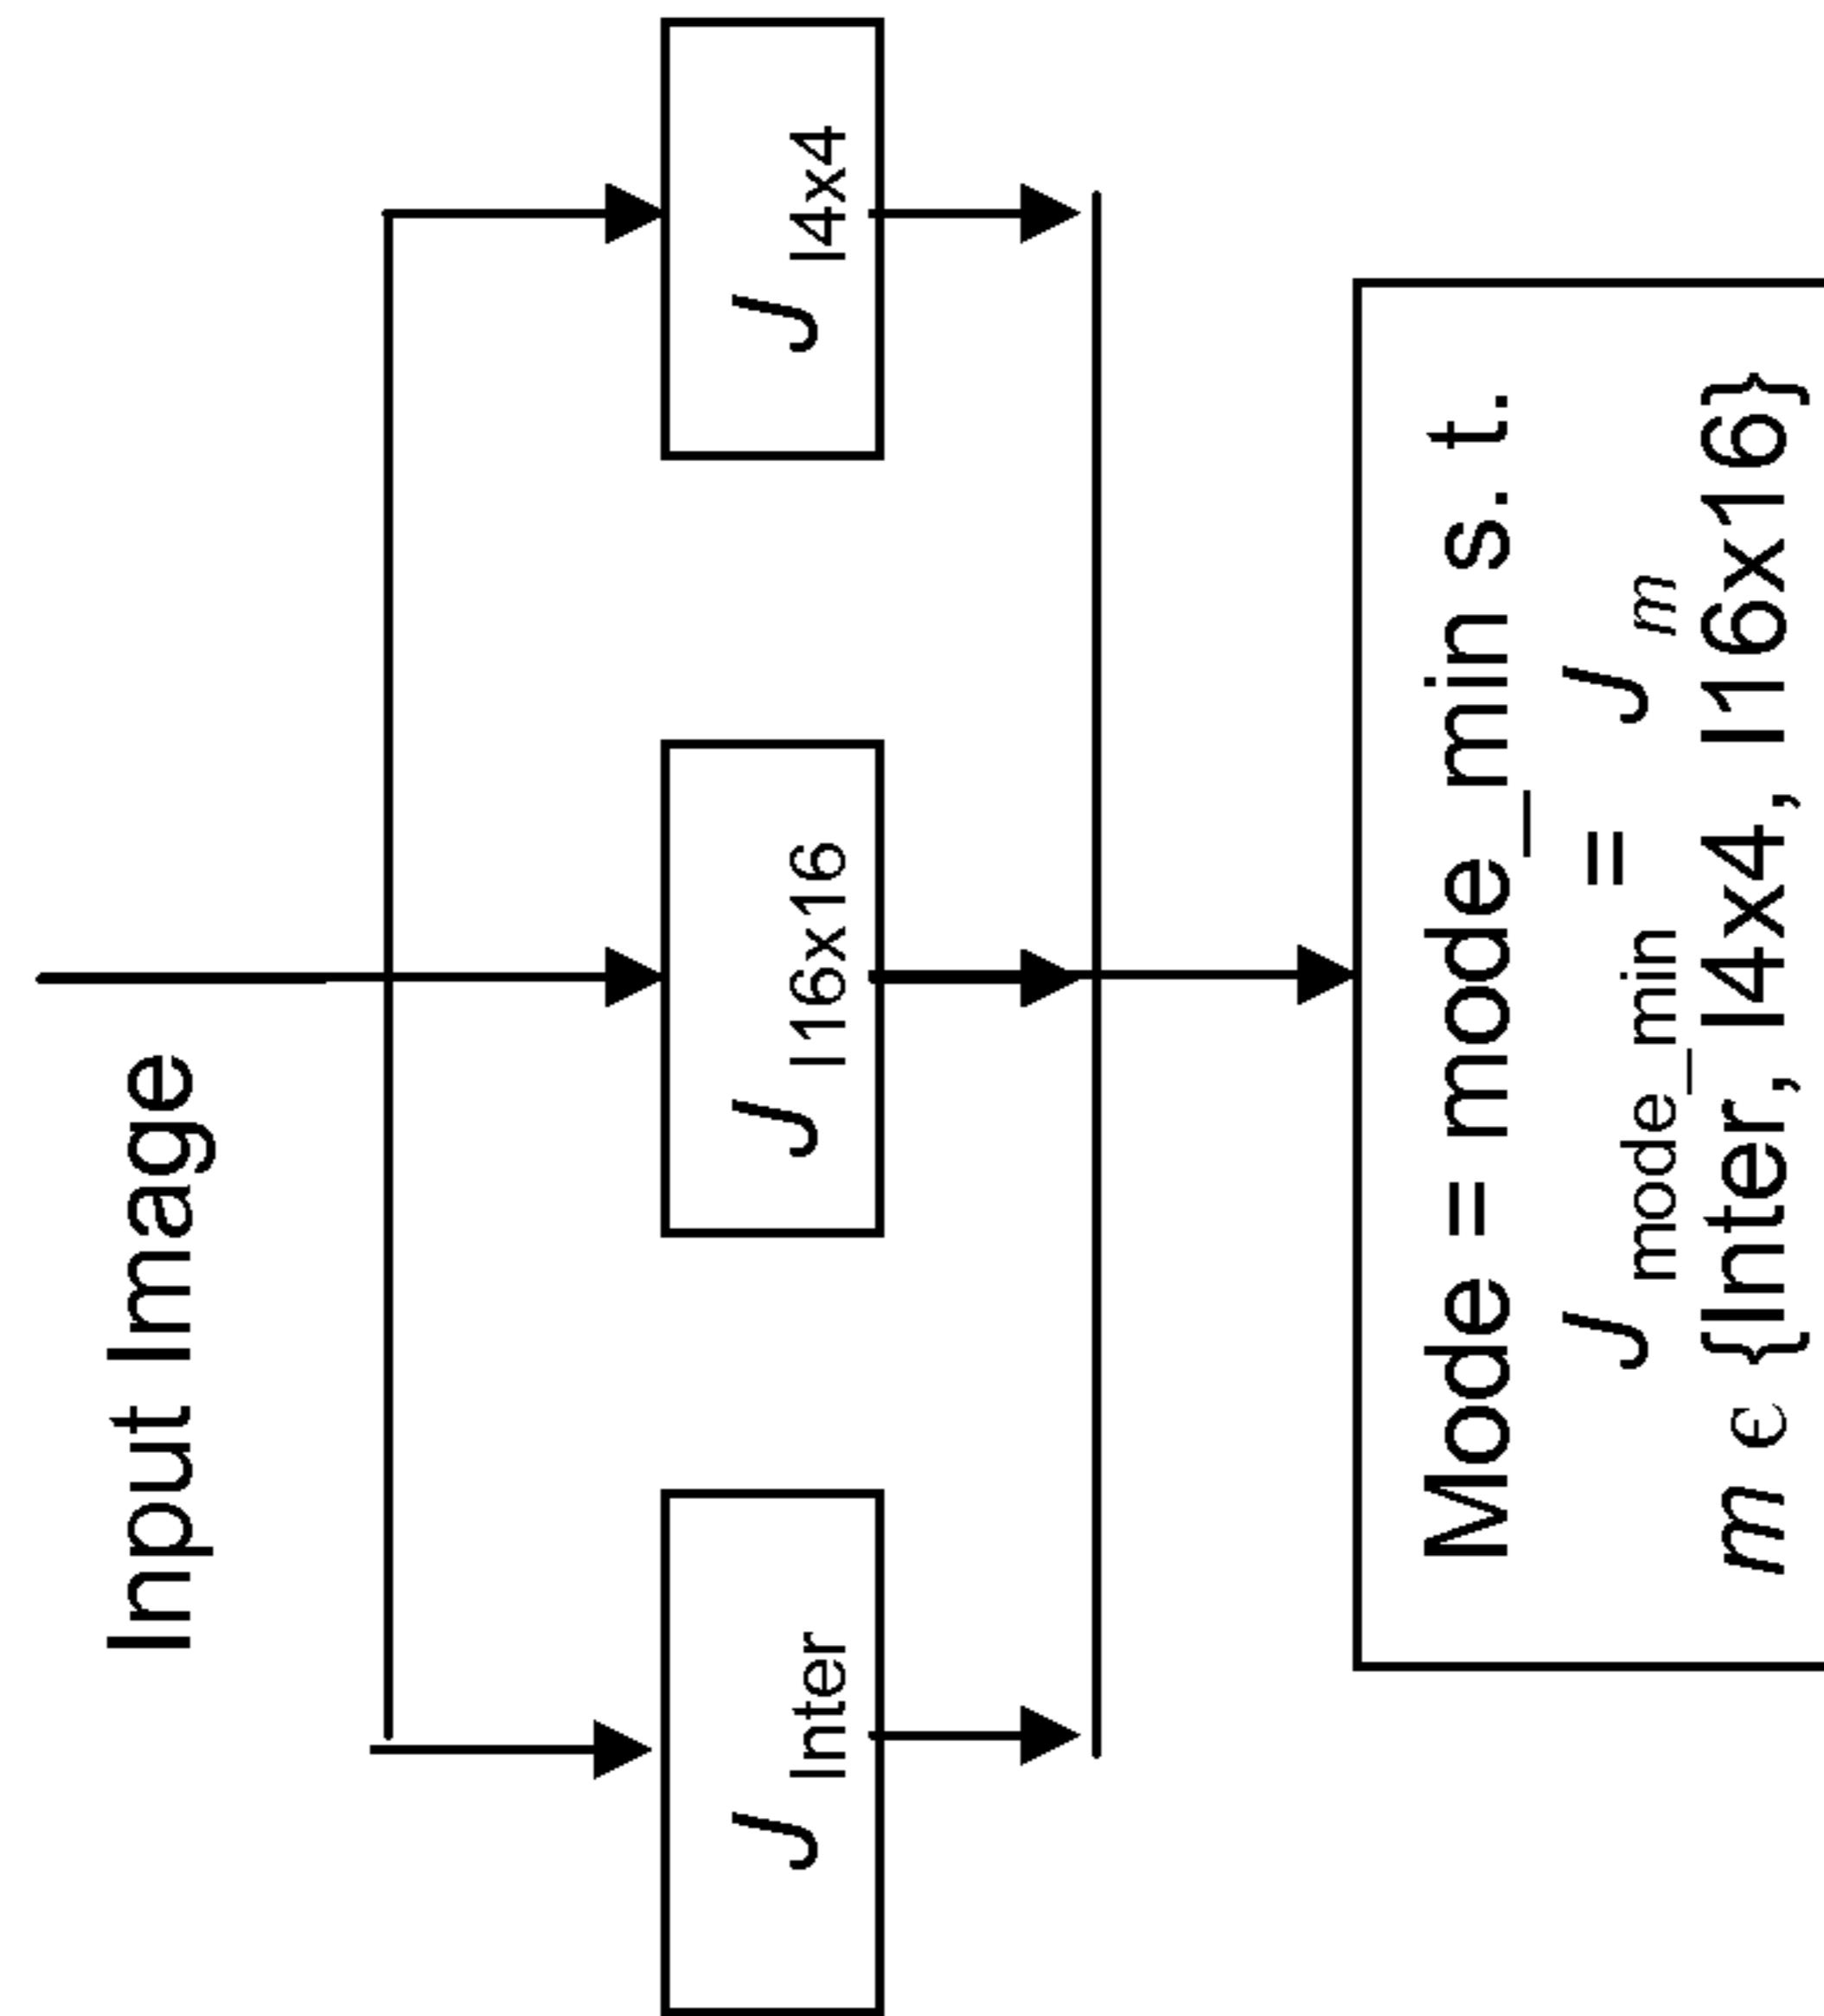 Input Image
J Inter
J I16x16
J I4x4
Mode = mode_min s. t.
J mode_min = J m
m ϵ {Inter, I4x4, I16x16}